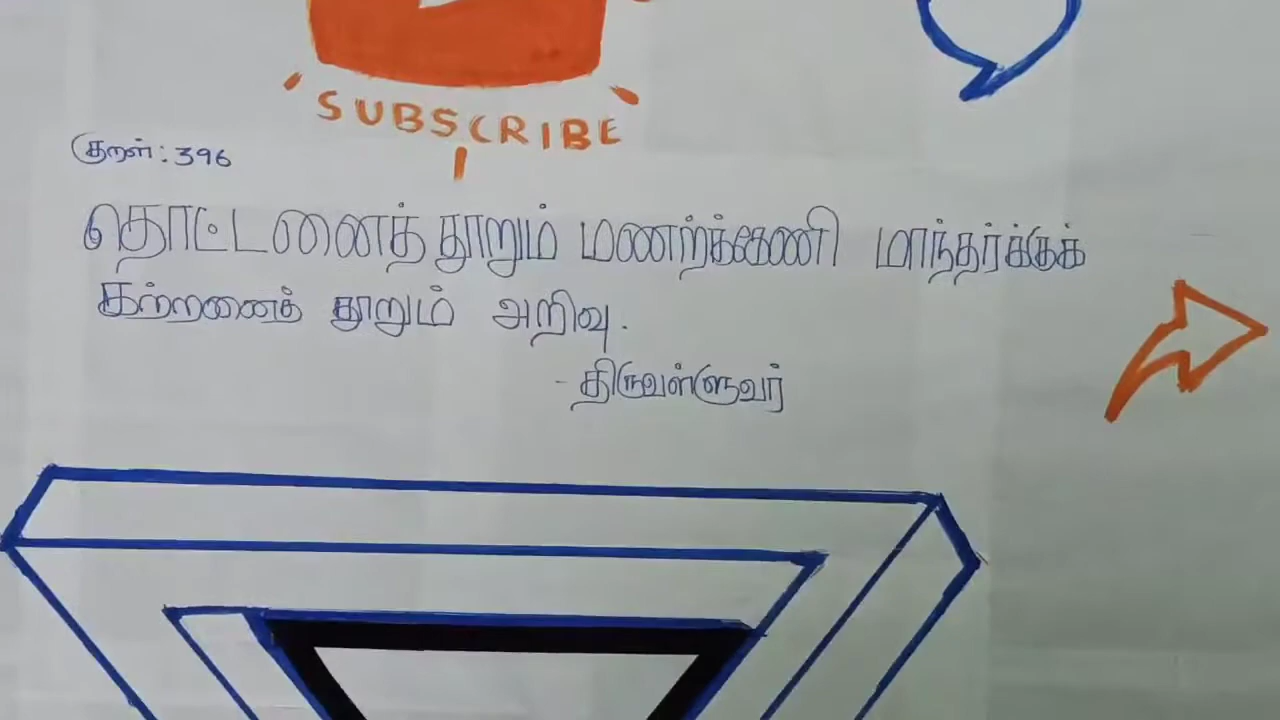 SUBSCRIBE
குறள் : 396
தொட்டனைத் தூறும் மணற்க்கேணி மாந்தர்க்குக்
கற்றனைத் தூறும் அறிவு.
- திருவள்ளுவர்